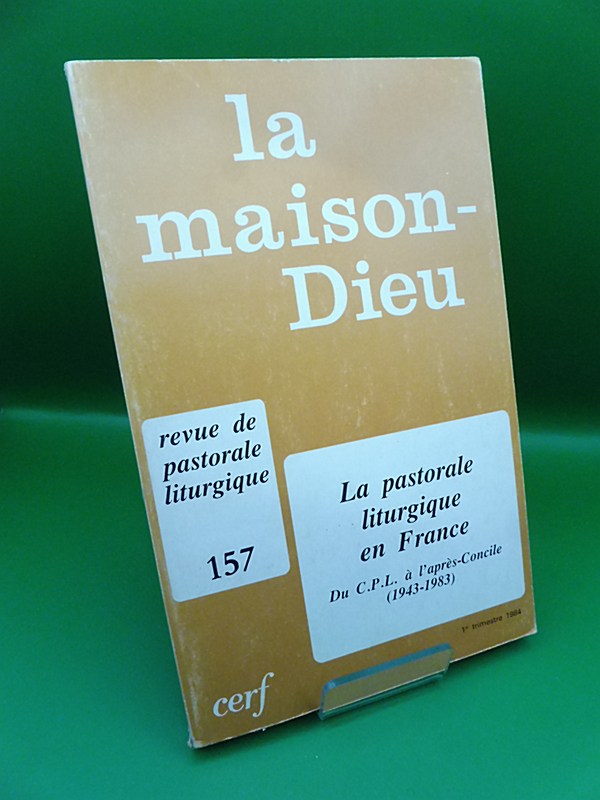 la
maison-
Dieu
revue de
pastorale
liturgique
157
La pastorale
liturgique
en France
Du C.P.L. à l'après-Concile
(1943-1983)
1er trimestre 1984
cerf